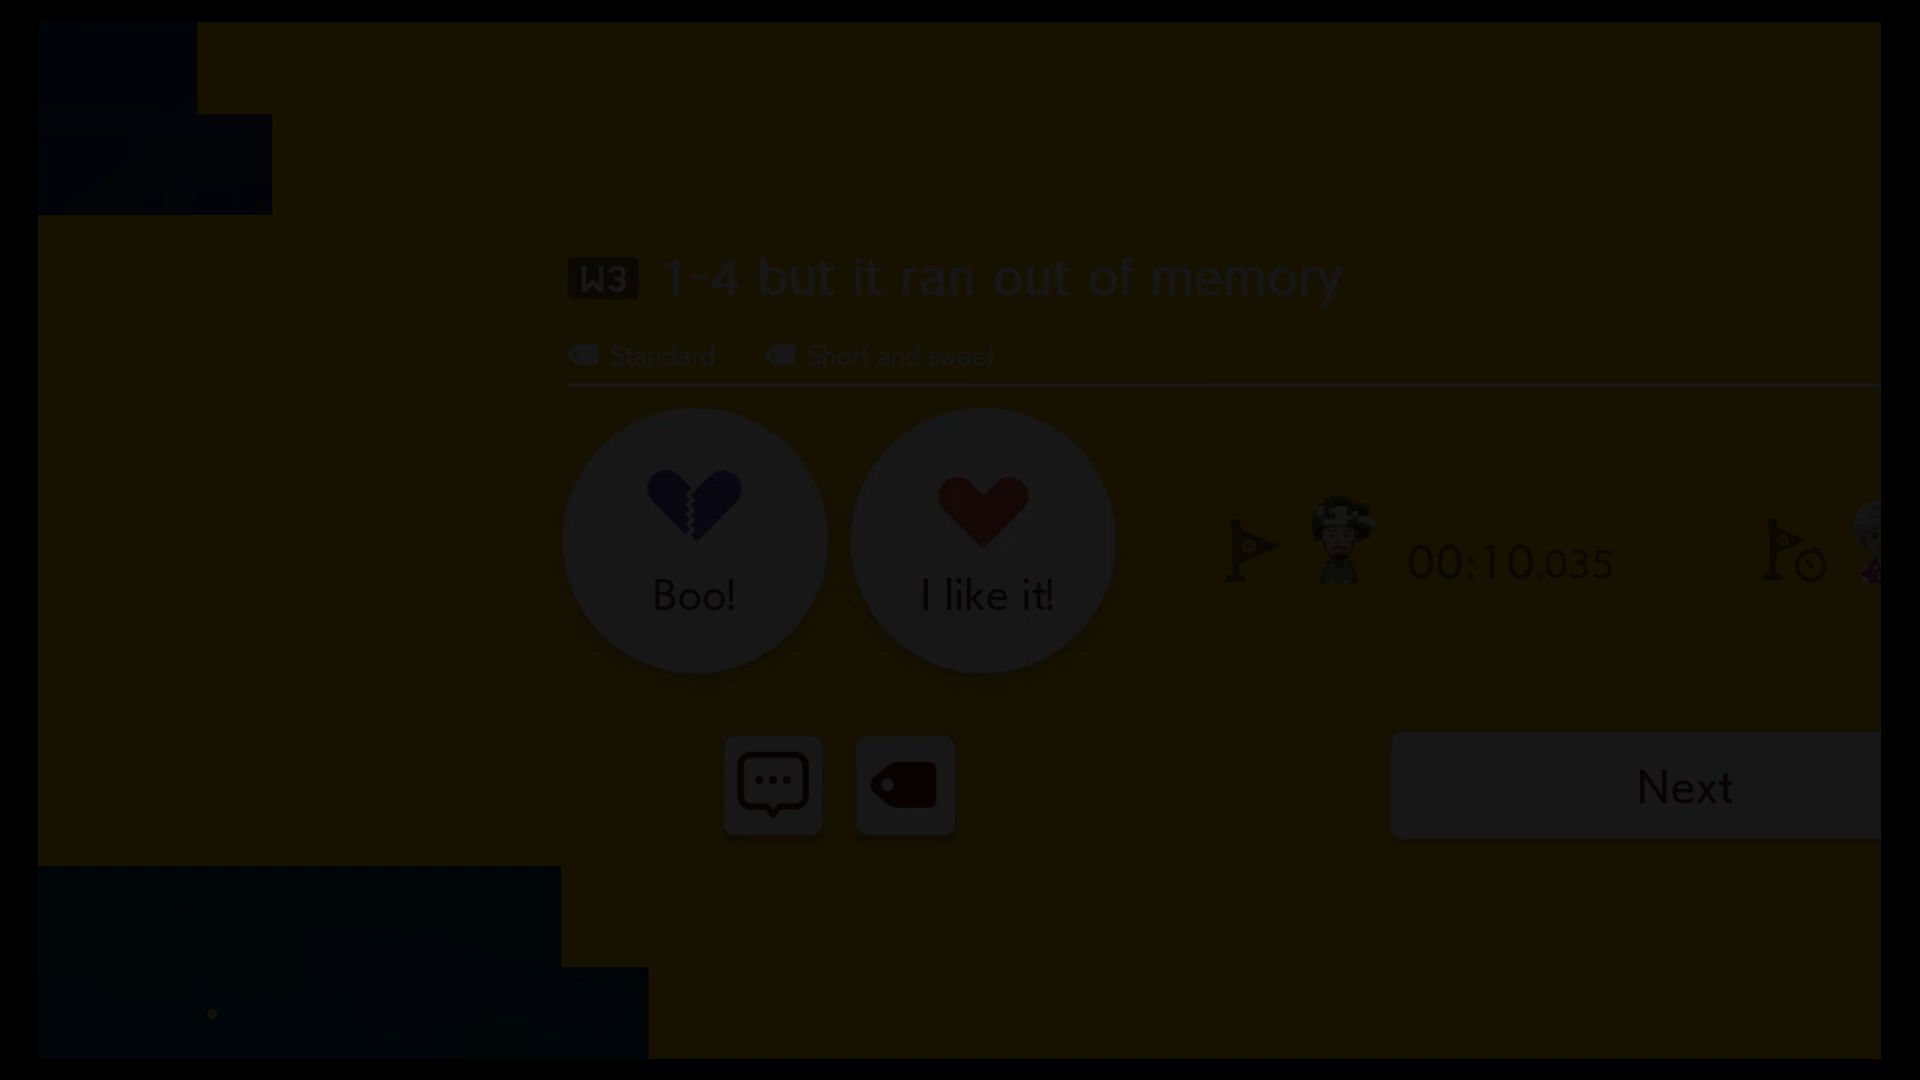 W3 1-4 but it ran out of memory
Standard Short and sweet
00:10.035
Boo! I like it!
Next